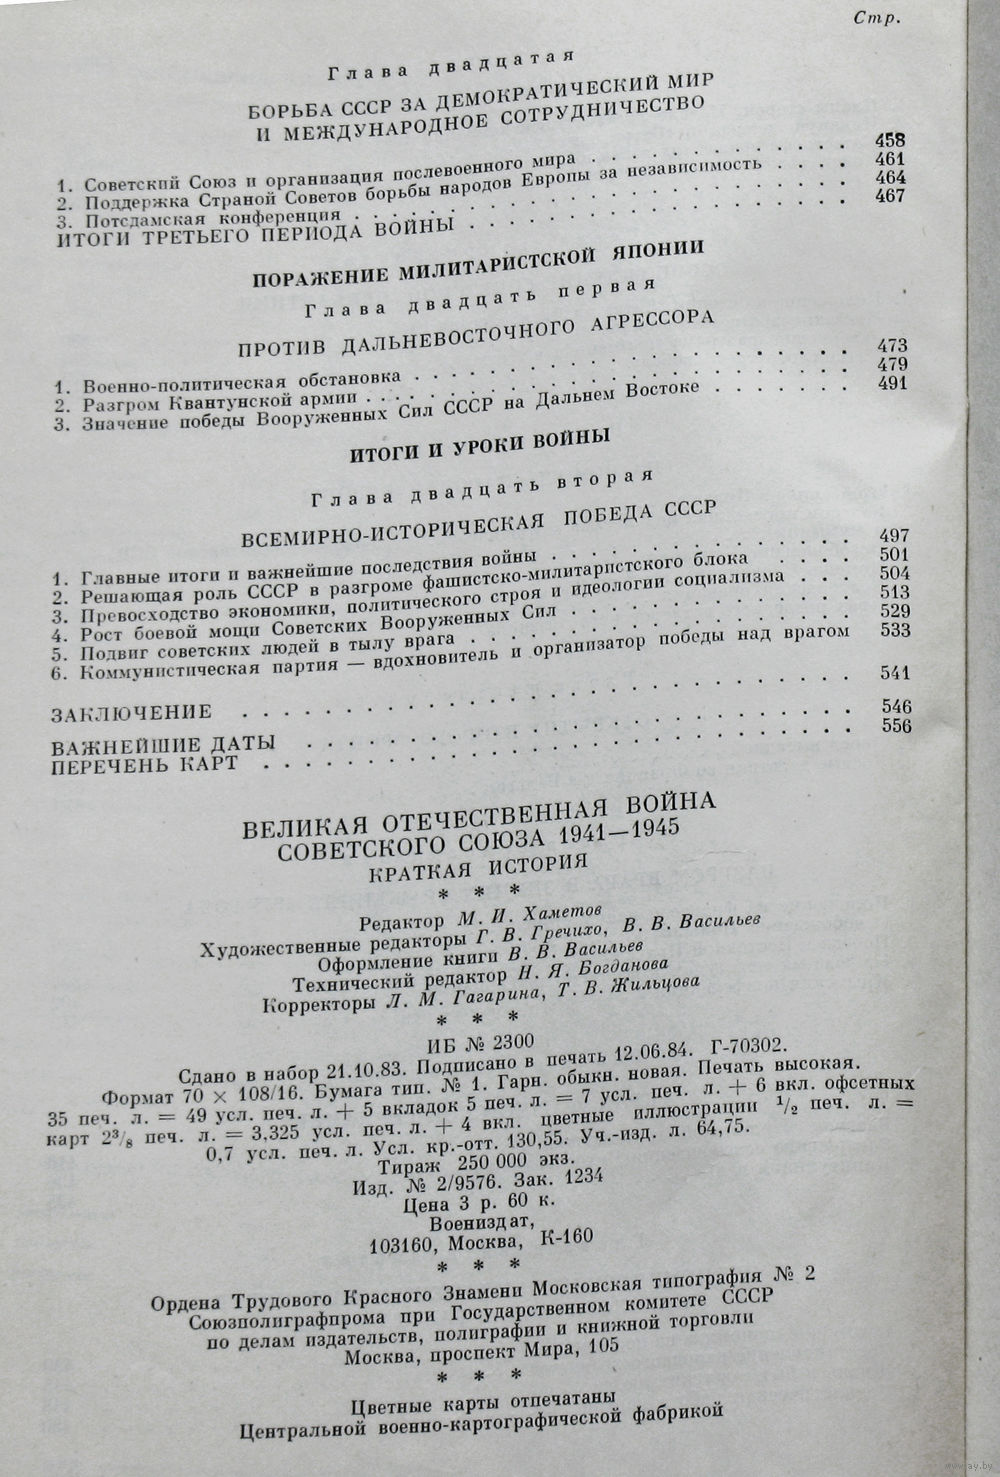 Стр.
Глава двадцатая
БОРЬБА СССР ЗА ДЕМОКРАТИЧЕСКИЙ МИР
И МЕЖДУНАРОДНОЕ СОТРУДНИЧЕСТВО
1. Советский Союз и организация послевоенного мира . . . . . . . . . . . . 458
2. Поддержка Страной Советов борьбы народов Европы за независимость . . . . 461
3. Потсдамская конференция . . . . . . . . . . . . . . . . . . . . . . 464
ИТОГИ ТРЕТЬЕГО ПЕРИОДА ВОЙНЫ . . . . . . . . . . . . . . . . . 467
ПОРАЖЕНИЕ МИЛИТАРИСТСКОЙ ЯПОНИИ
Глава двадцать первая
ПРОТИВ ДАЛЬНЕВОСТОЧНОГО АГРЕССОРА
1. Военно-политическая обстановка . . . . . . . . . . . . . . . . . . . 473
2. Разгром Квантунской армии . . . . . . . . . . . . . . . . . . . . . 479
3. Значение победы Вооруженных Сил СССР на Дальнем Востоке . . . . . . 491
ИТОГИ И УРОКИ ВОЙНЫ
Глава двадцать вторая
ВСЕМИРНО-ИСТОРИЧЕСКАЯ ПОБЕДА СССР
1. Главные итоги и важнейшие последствия войны . . . . . . . . . . . . . . 497
2. Решающая роль СССР в разгроме фашистско-милитаристского блока . . . . 501
3. Превосходство экономики, политического строя и идеологии социализма . . . 504
4. Рост боевой мощи Советских Вооруженных Сил . . . . . . . . . . . . . 513
5. Подвиг советских людей в тылу врага . . . . . . . . . . . . . . . . . 529
6. Коммунистическая партия — вдохновитель и организатор победы над врагом 533
ЗАКЛЮЧЕНИЕ . . . . . . . . . . . . . . . . . . . . . . . . . . . 541
ВАЖНЕЙШИЕ ДАТЫ . . . . . . . . . . . . . . . . . . . . . . . . 546
ПЕРЕЧЕНЬ КАРТ . . . . . . . . . . . . . . . . . . . . . . . . . . 556
ВЕЛИКАЯ ОТЕЧЕСТВЕННАЯ ВОЙНА
СОВЕТСКОГО СОЮЗА 1941—1945
КРАТКАЯ ИСТОРИЯ
* * *
Редактор М. И. Хаметов
Художественные редакторы Г. В. Гречихо, В. В. Васильев
Оформление книги В. В. Васильев
Технический редактор Н. Я. Богданова
Корректоры Л. М. Гагарина, Т. В. Жильцова
* * *
ИБ № 2300
Сдано в набор 21.10.83. Подписано в печать 12.06.84. Г-70302.
Формат 70 × 108/16. Бумага тип. № 1. Гарн. обыкн. новая. Печать высокая.
35 печ. л. = 49 усл. печ. л. + 5 вкладок 5 печ. л. = 7 усл. печ. л. + 6 вкл. офсетных
карт 2³/₈ печ. л. = 3,325 усл. печ. л. + 4 вкл. цветные иллюстрации ¹/₂ печ. л. =
0,7 усл. печ. л. Усл. кр.-отт. 130,55. Уч.-изд. л. 64,75.
Тираж 250 000 экз.
Изд. № 2/9576. Зак. 1234
Цена 3 р. 60 к.
Воениздат,
103160, Москва, К-160
* * *
Ордена Трудового Красного Знамени Московская типография № 2
Союзполиграфпрома при Государственном комитете СССР
по делам издательств, полиграфии и книжной торговли
Москва, проспект Мира, 105
* * *
Цветные карты отпечатаны
Центральной военно-картографической фабрикой
www.ay.by